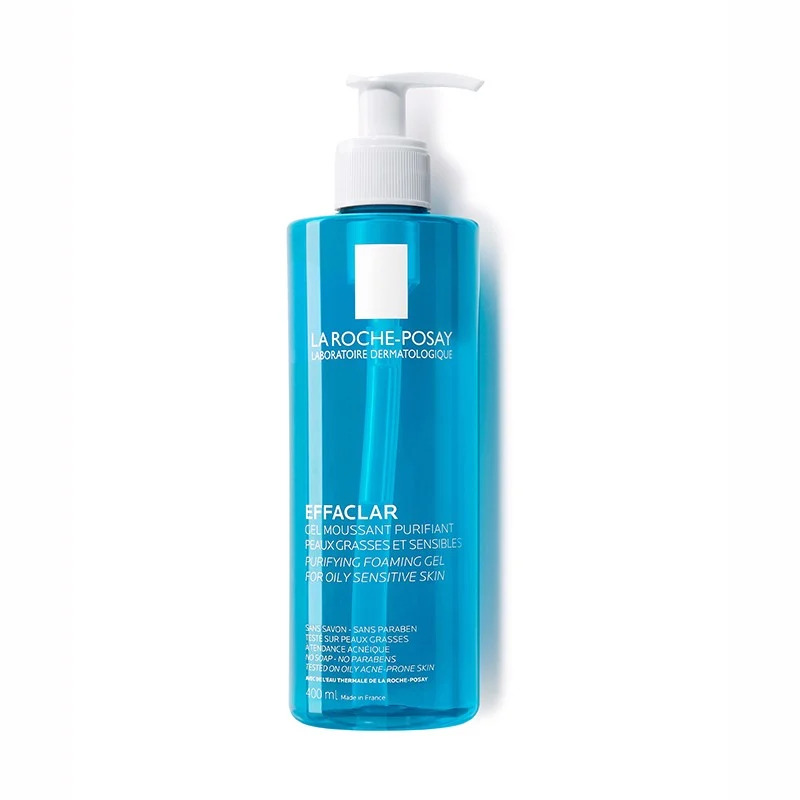 LA ROCHE-POSAY
LABORATOIRE DERMATOLOGIQUE
EFFACLAR
GEL MOUSSANT PURIFIANT
PEAUX GRASSES ET SENSIBLES
PURIFYING FOAMING GEL
FOR OILY SENSITIVE SKIN
SANS SAVON - SANS PARABEN
TESTÉ SUR PEAUX GRASSES
À TENDANCE ACNÉIQUE
NO SOAP - NO PARABENS
TESTED ON OILY ACNE-PRONE SKIN
AVEC DE L'EAU THERMALE DE LA ROCHE-POSAY
400 ml Made in France